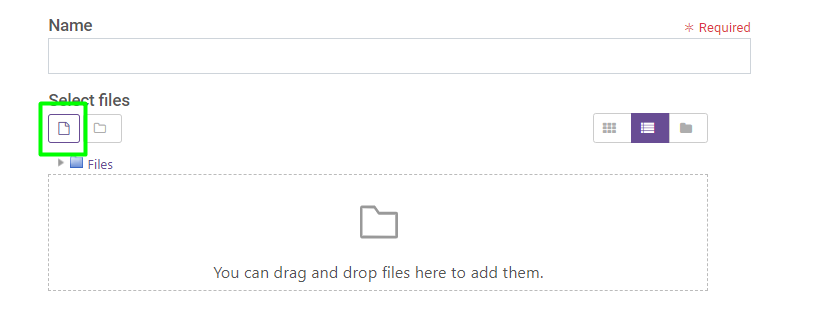 Name
✳ Required
Select files
Files
You can drag and drop files here to add them.